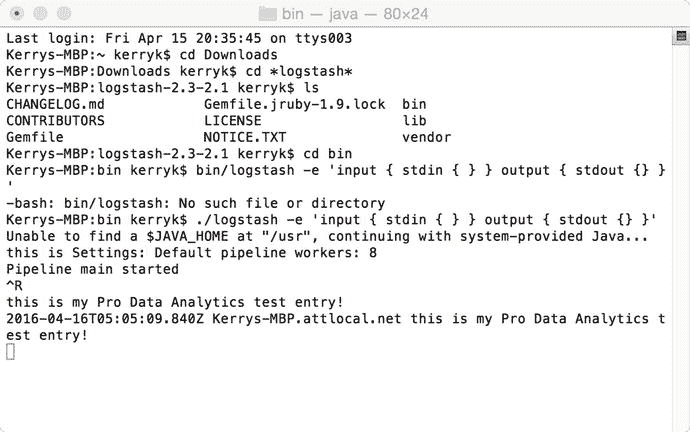 bin — java — 80×24
Last login: Fri Apr 15 20:35:45 on ttys003
Kerrys-MBP:~ kerryk$ cd Downloads
Kerrys-MBP:Downloads kerryk$ cd *logstash*
Kerrys-MBP:logstash-2.3-2.1 kerryk$ ls
CHANGELOG.md Gemfile.jruby-1.9.lock bin
CONTRIBUTORS LICENSE lib
Gemfile NOTICE.TXT vendor
Kerrys-MBP:logstash-2.3-2.1 kerryk$ cd bin
Kerrys-MBP:bin kerryk$ bin/logstash -e 'input { stdin { } } output { stdout {} }
'
-bash: bin/logstash: No such file or directory
Kerrys-MBP:bin kerryk$ ./logstash -e 'input { stdin { } } output { stdout {} }'
Unable to find a $JAVA_HOME at "/usr", continuing with system-provided Java...
this is Settings: Default pipeline workers: 8
Pipeline main started
^R
this is my Pro Data Analytics test entry!
2016-04-16T05:05:09.840Z Kerrys-MBP.attlocal.net this is my Pro Data Analytics t
est entry!